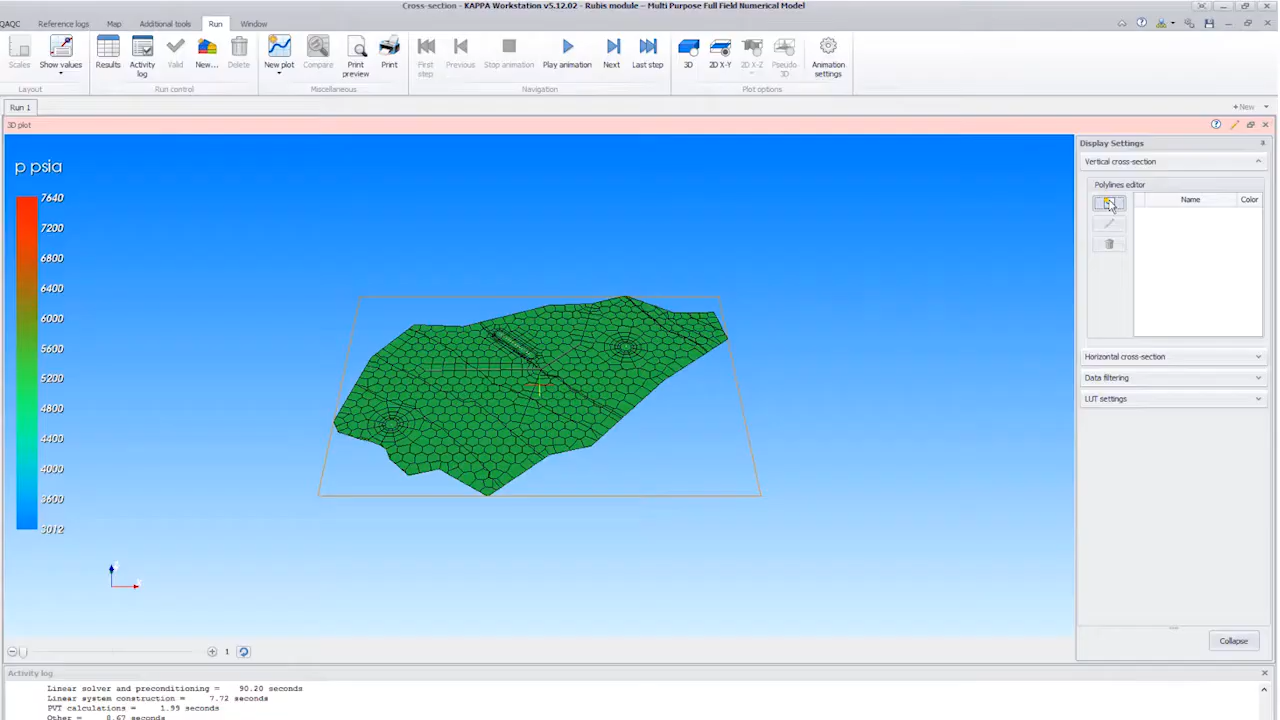 Cross-section - KAPPA Workstation v5.12.02 - Rubis module – Multi Purpose Full Field Numerical Model
QAQC Reference logs Map Additional tools Run Window
Scales Show values Results Activity log Valid New... Delete New plot Compare Print preview Print First step Previous Stop animation Play animation Next Last step 3D 2D X-Y 2D X-Z Pseudo 3D Animation settings
Layout Run control Miscellaneous Navigation Plot options
Run 1 + New
3D plot
Display Settings
Vertical cross-section
Polylines editor
Name Color
Horizontal cross-section
Data filtering
LUT settings
Collapse
p psia
7640
7200
6800
6400
6000
5600
5200
4800
4400
4000
3600
3012
1
Activity log
Linear solver and preconditioning = 90.20 seconds
Linear system construction = 7.72 seconds
PVT calculations = 1.99 seconds
Other = 8.67 seconds